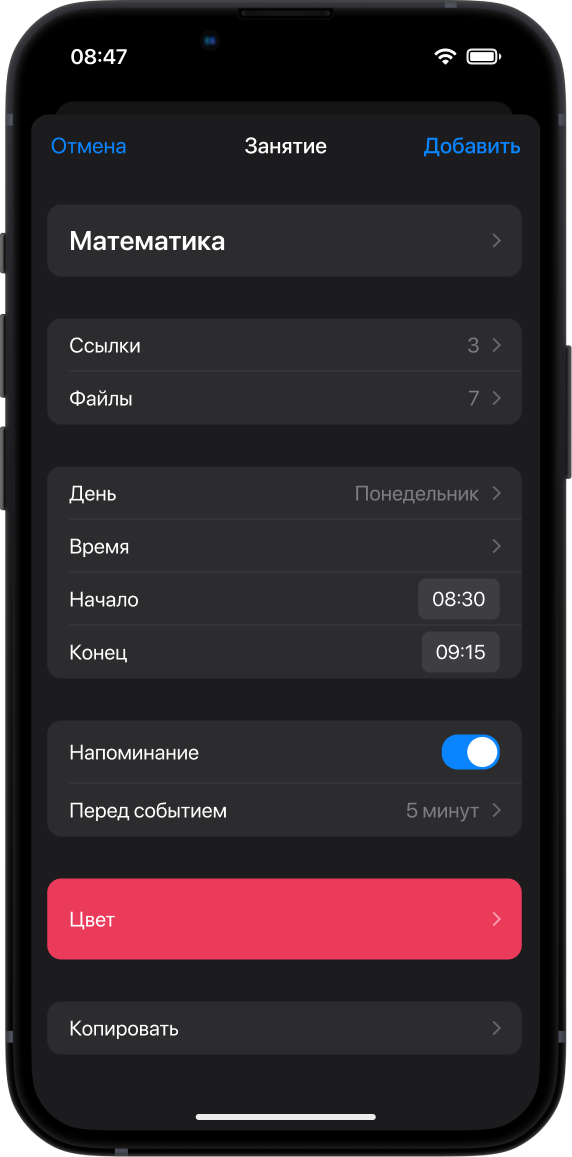 08:47
Отмена Занятие Добавить
Математика
Ссылки 3
Файлы 7
День Понедельник
Время
Начало 08:30
Конец 09:15
Напоминание
Перед событием 5 минут
Цвет
Копировать